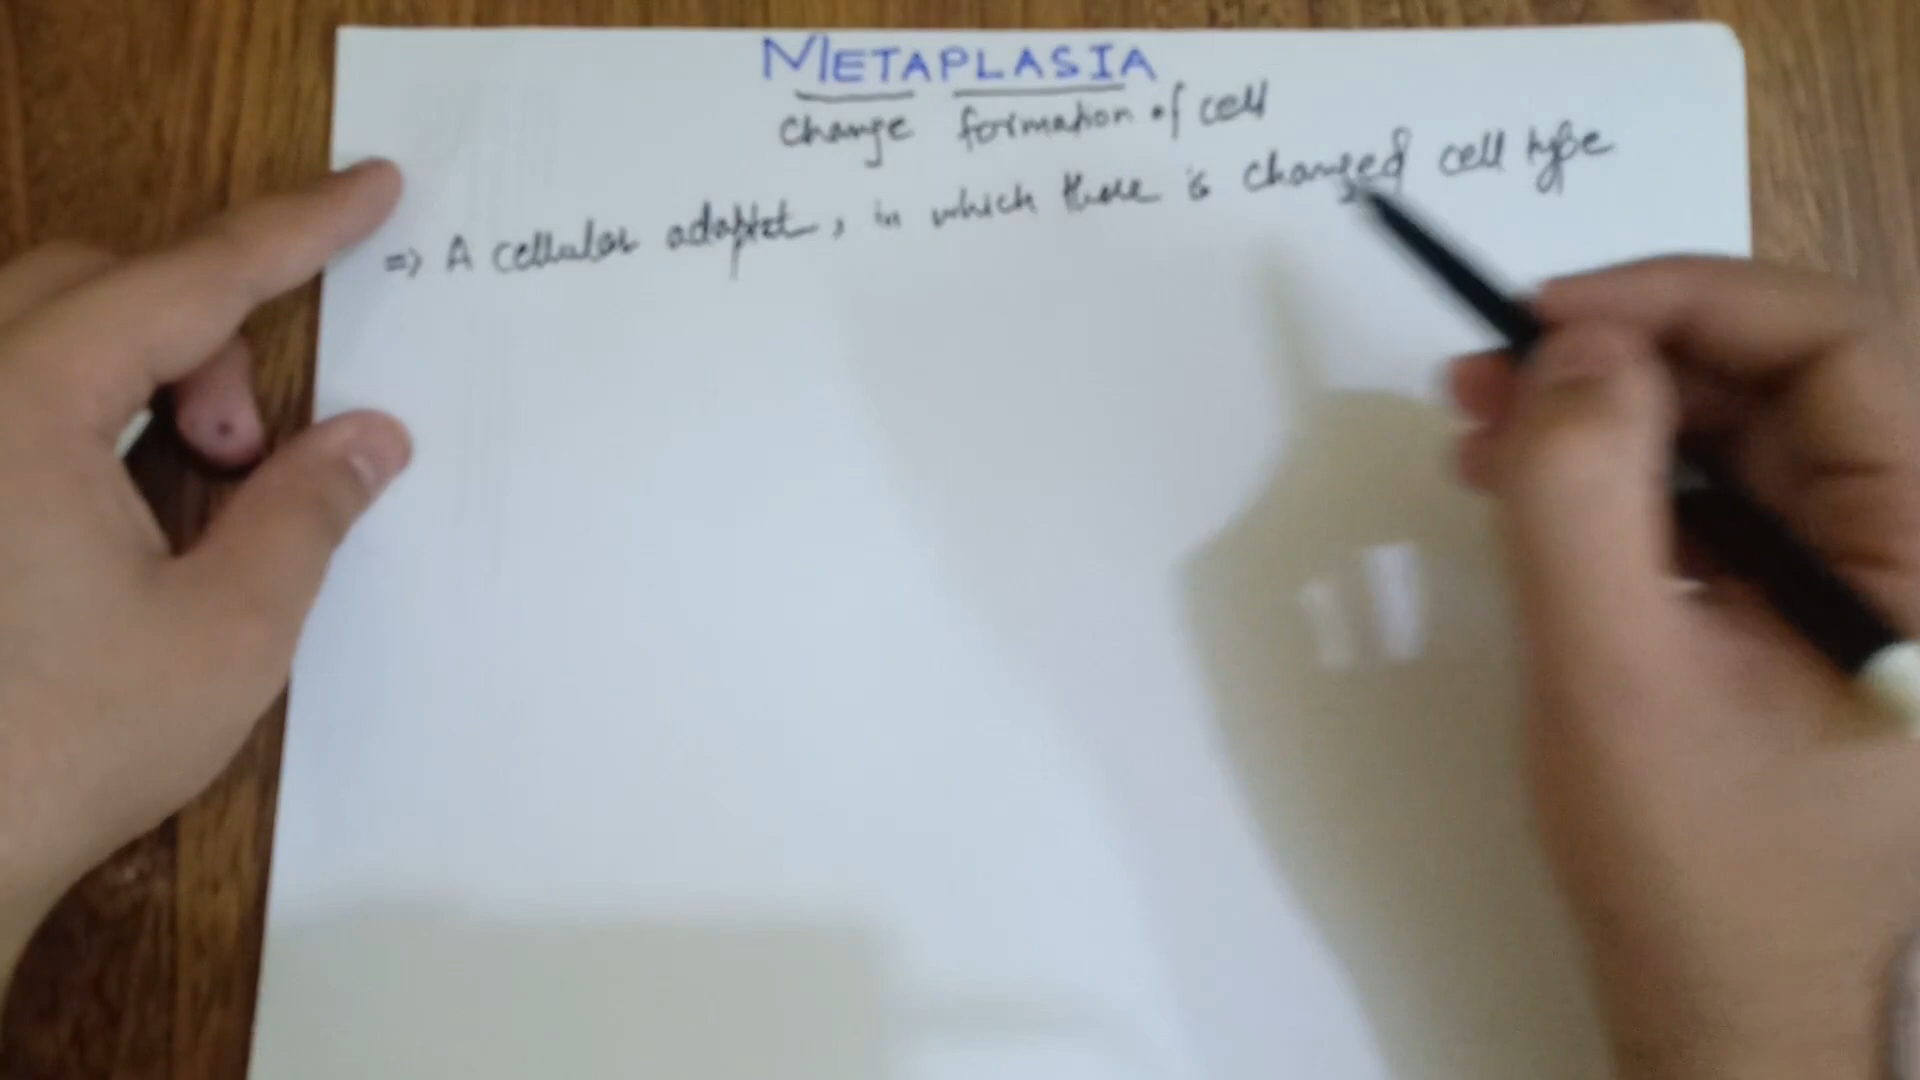 METAPLASIA
change formation of cell
=> A cellular adaptat, in which there is changed cell type